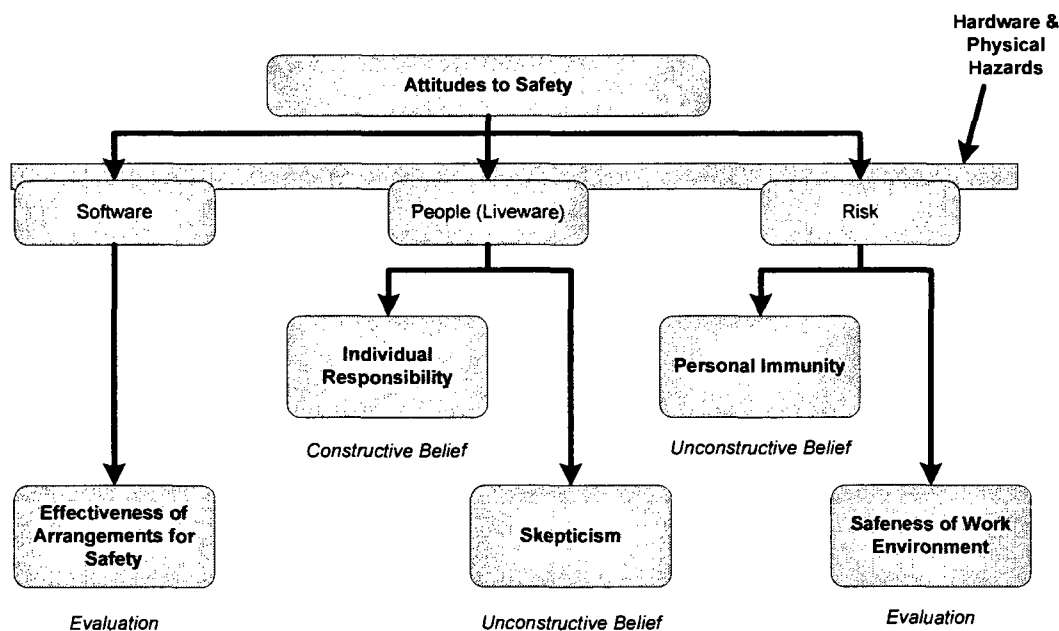 Hardware &
Physical
Hazards
Attitudes to Safety
Software
People (Liveware)
Risk
Individual
Responsibility
Personal Immunity
Constructive Belief
Unconstructive Belief
Effectiveness of
Arrangements for
Safety
Skepticism
Safeness of Work
Environment
Evaluation
Unconstructive Belief
Evaluation